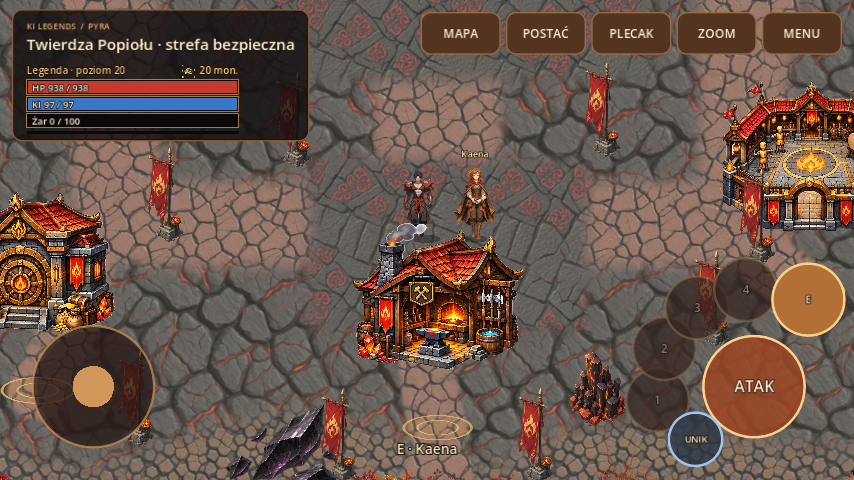 KI LEGENDS / PYRA
Twierdza Popiołu · strefa bezpieczna
Legenda · poziom 20
20 mon.
HP 938 / 938
KI 97 / 97
Żar 0 / 100
MAPA
POSTAĆ
PLECAK
ZOOM
MENU
Kaena
4
E
3
2
ATAK
1
UNIK
E · Kaena